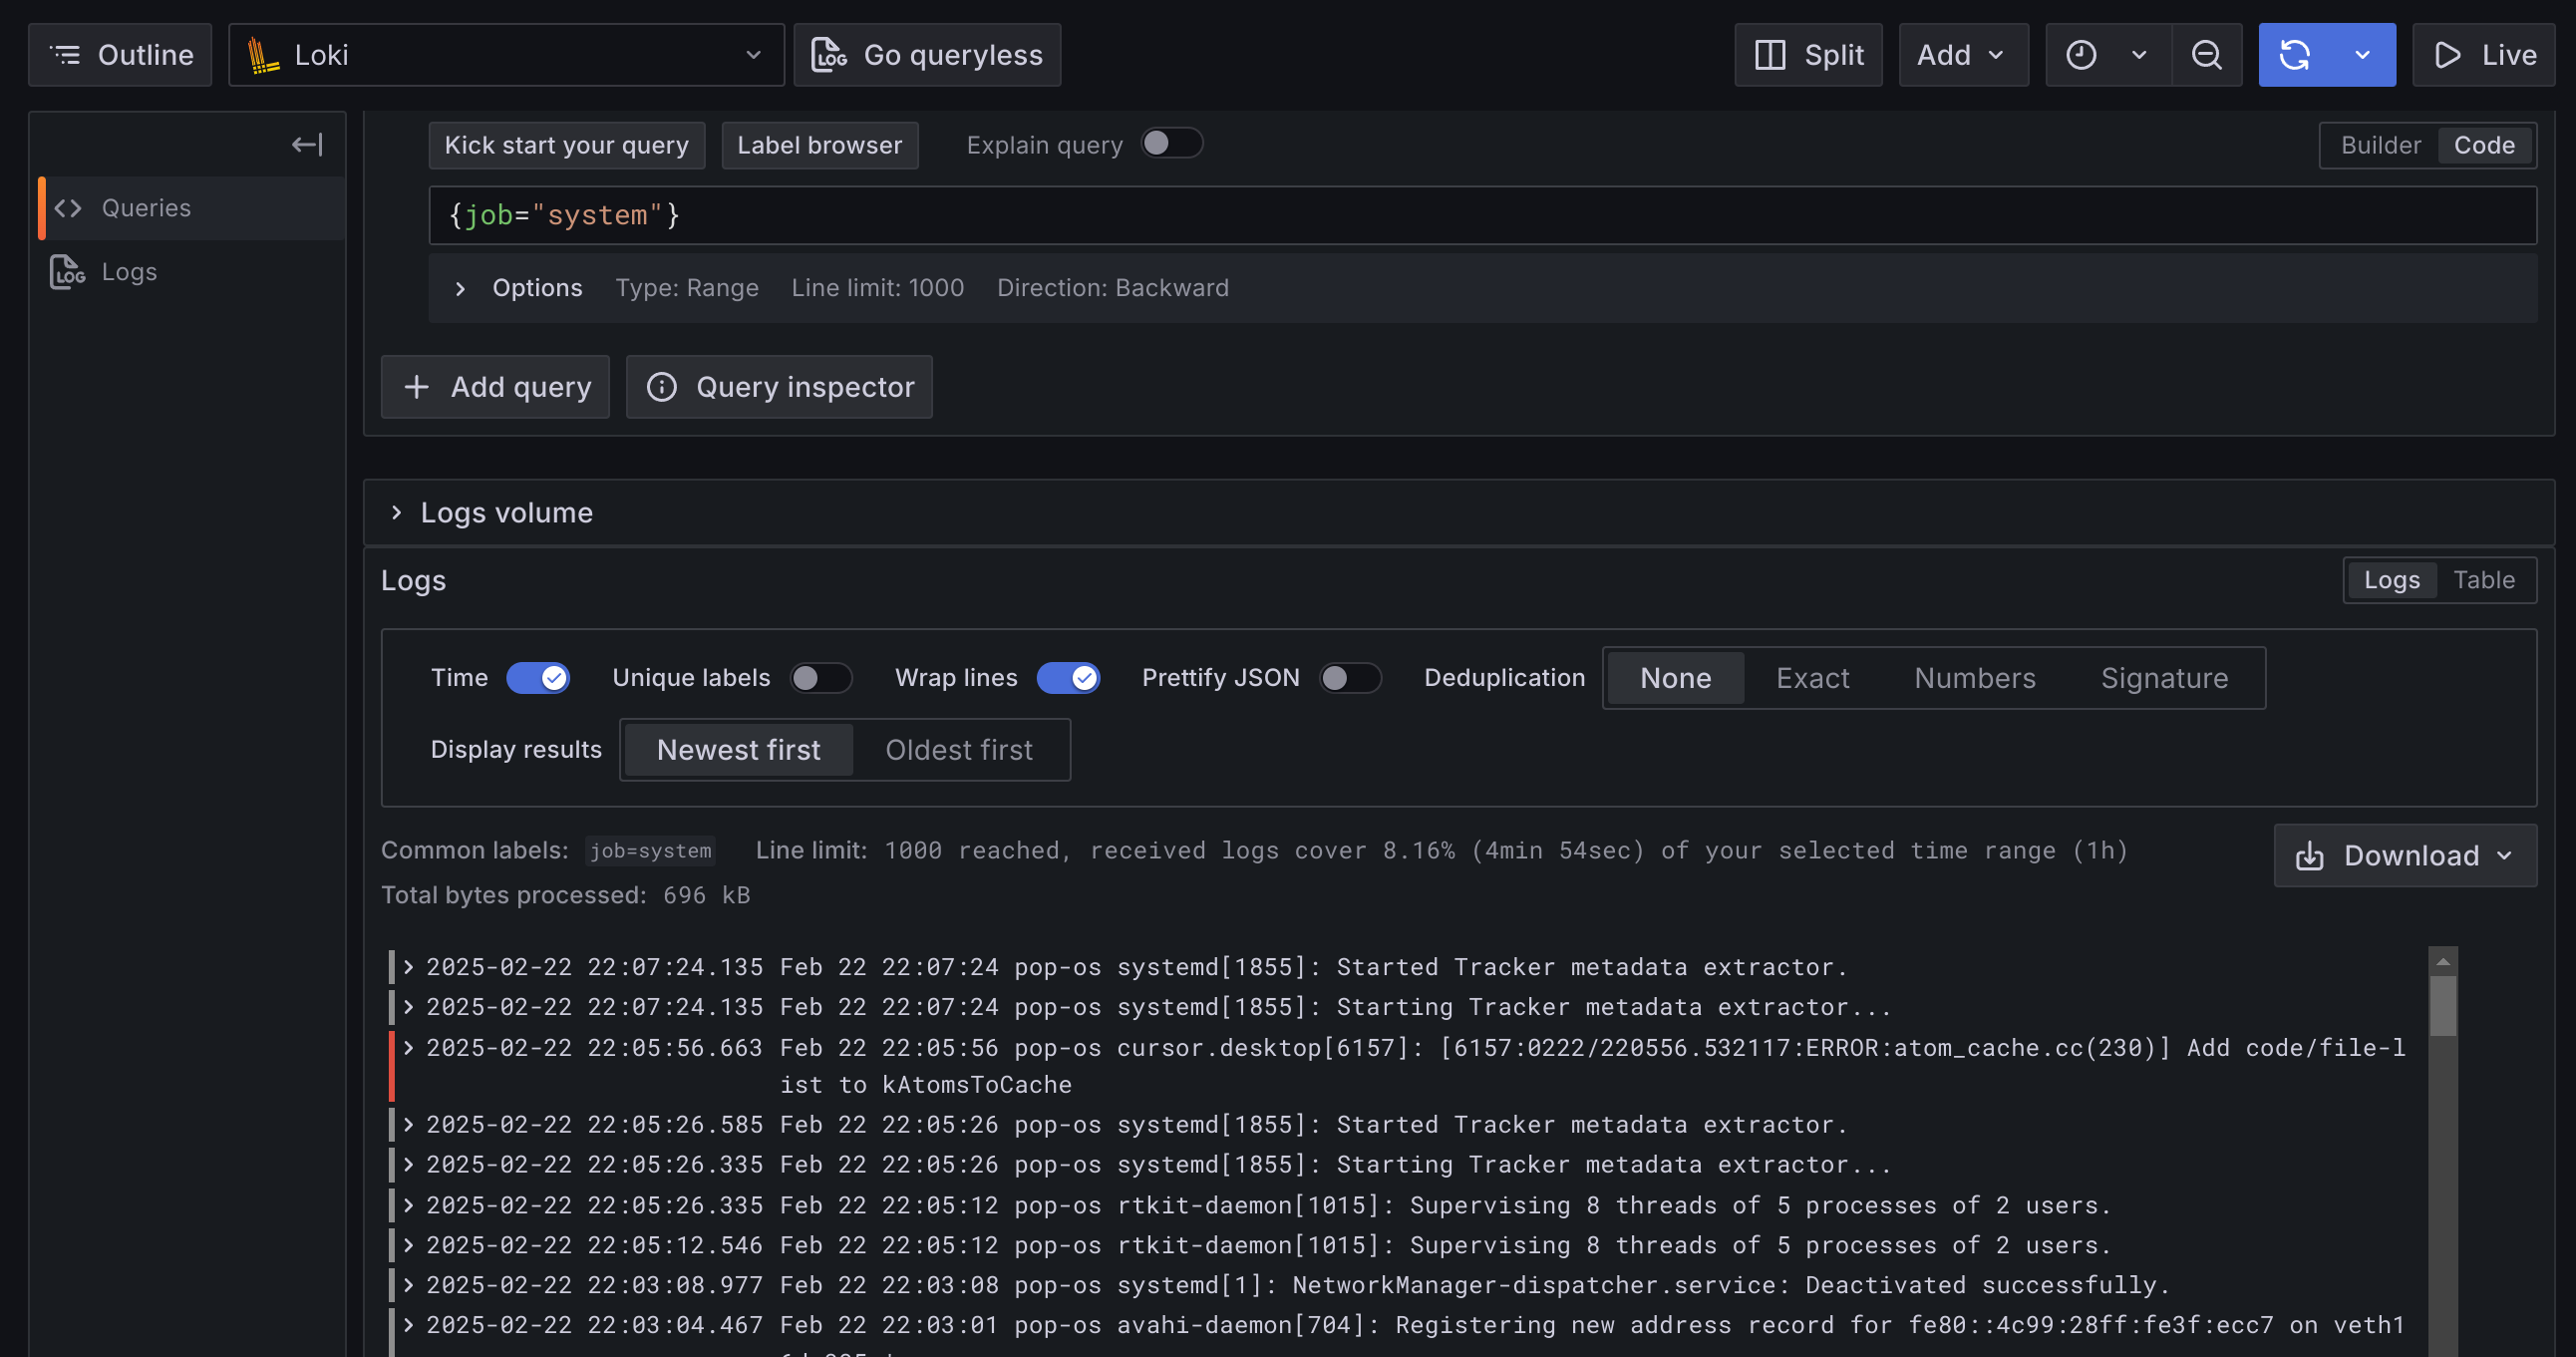 Outline Loki LOG Go queryless Split Add Live
Kick start your query Label browser Explain query Builder Code
Queries
{job="system"}
LOG Logs
Options Type: Range Line limit: 1000 Direction: Backward
Add query Query inspector
Logs volume
Logs Logs Table
Time Unique labels Wrap lines Prettify JSON Deduplication None Exact Numbers Signature
Display results Newest first Oldest first
Common labels: job=system Line limit: 1000 reached, received logs cover 8.16% (4min 54sec) of your selected time range (1h)
Download
Total bytes processed: 696 kB
2025-02-22 22:07:24.135 Feb 22 22:07:24 pop-os systemd[1855]: Started Tracker metadata extractor.
2025-02-22 22:07:24.135 Feb 22 22:07:24 pop-os systemd[1855]: Starting Tracker metadata extractor...
2025-02-22 22:05:56.663 Feb 22 22:05:56 pop-os cursor.desktop[6157]: [6157:0222/220556.532117:ERROR:atom_cache.cc(230)] Add code/file-l
ist to kAtomsToCache
2025-02-22 22:05:26.585 Feb 22 22:05:26 pop-os systemd[1855]: Started Tracker metadata extractor.
2025-02-22 22:05:26.335 Feb 22 22:05:26 pop-os systemd[1855]: Starting Tracker metadata extractor...
2025-02-22 22:05:26.335 Feb 22 22:05:12 pop-os rtkit-daemon[1015]: Supervising 8 threads of 5 processes of 2 users.
2025-02-22 22:05:12.546 Feb 22 22:05:12 pop-os rtkit-daemon[1015]: Supervising 8 threads of 5 processes of 2 users.
2025-02-22 22:03:08.977 Feb 22 22:03:08 pop-os systemd[1]: NetworkManager-dispatcher.service: Deactivated successfully.
2025-02-22 22:03:04.467 Feb 22 22:03:01 pop-os avahi-daemon[704]: Registering new address record for fe80::4c99:28ff:fe3f:ecc7 on veth1